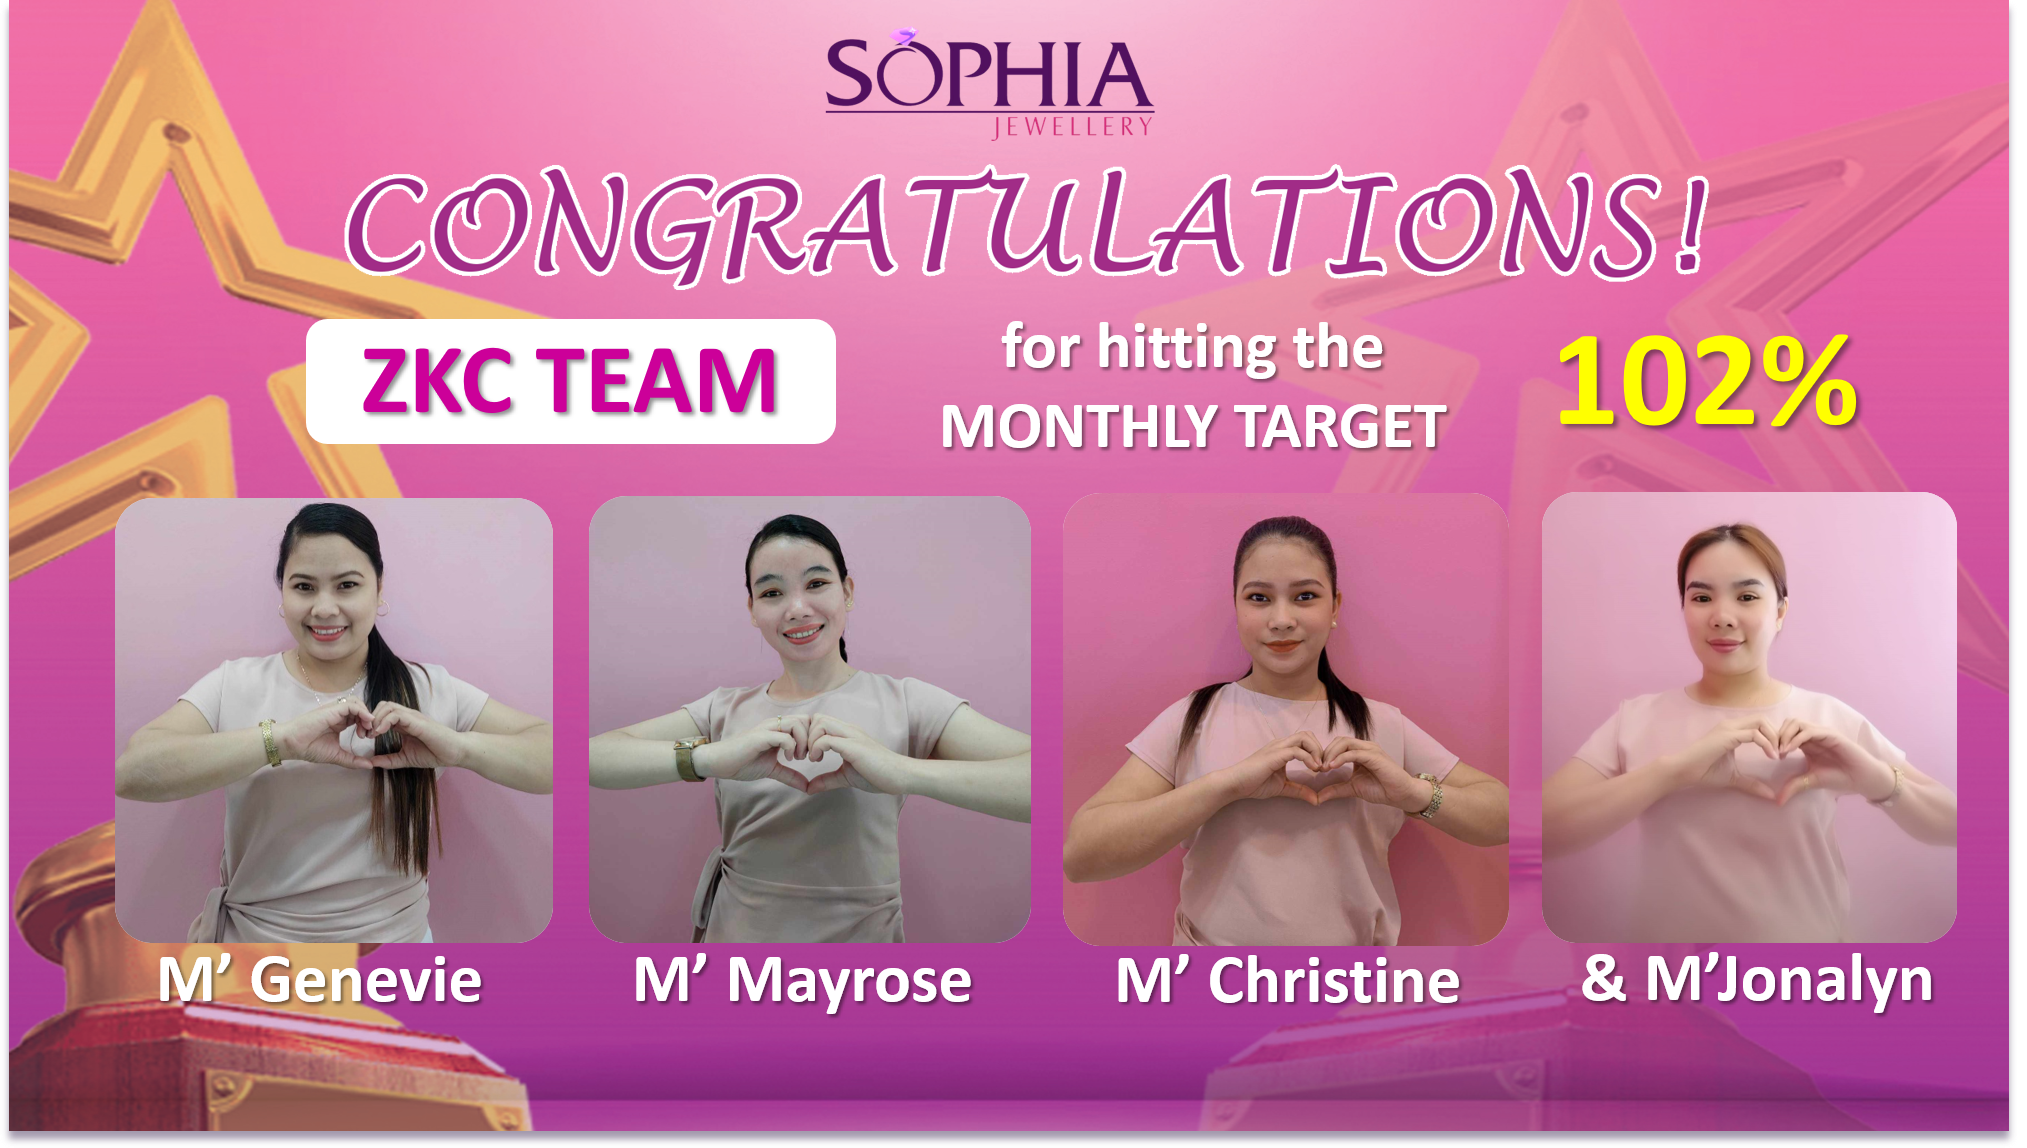 SOPHIA
JEWELLERY
CONGRATULATIONS!
ZKC TEAM
for hitting the
MONTHLY TARGET
102%
M’ Genevie
M’ Mayrose
M’ Christine
& M’Jonalyn